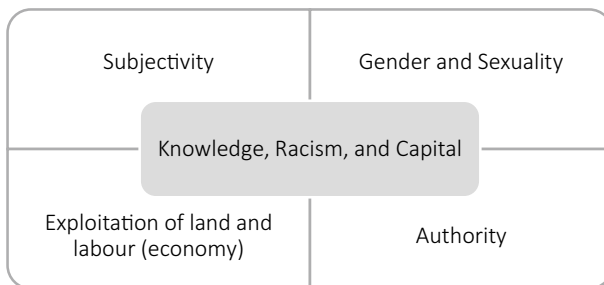 Subjectivity
Gender and Sexuality
Knowledge, Racism, and Capital
Exploitation of land and
labour (economy)
Authority